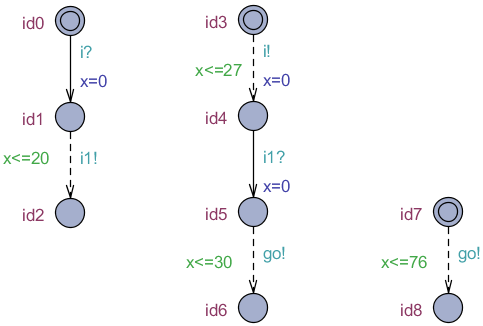 id0
i?
x=0
id1
x<=20
i1!
id2
id3
i!
x<=27
x=0
id4
i1?
x=0
id5
x<=30
go!
id6
id7
x<=76
go!
id8